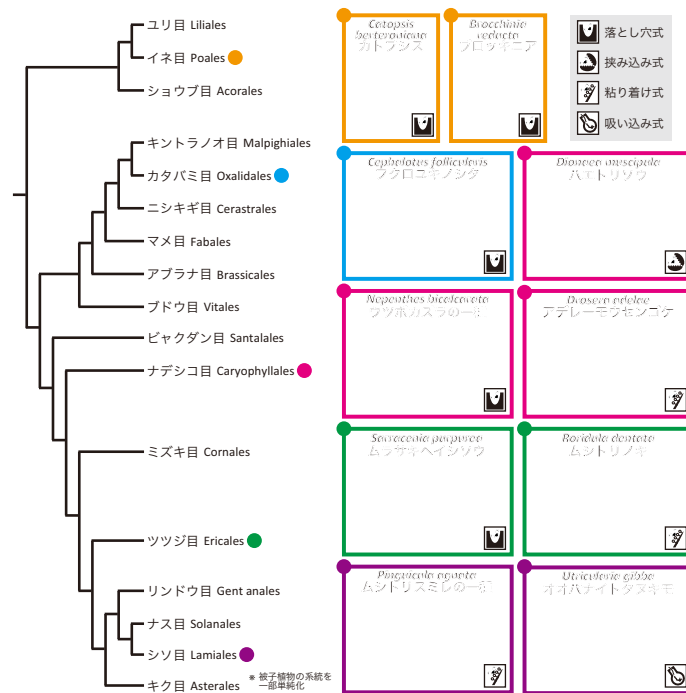 ユリ目 Liliales
イネ目 Poales
ショウブ目 Acorales
キントラノオ目 Malpighiales
カタバミ目 Oxalidales
ニシキギ目 Cerastrales
マメ目 Fabales
アブラナ目 Brassicales
ブドウ目 Vitales
ビャクダン目 Santalales
ナデシコ目 Caryophyllales
ミズキ目 Cornales
ツツジ目 Ericales
リンドウ目 Gent anales
ナス目 Solanales
シソ目 Lamiales
キク目 Asterales
* 被子植物の系統を
一部単純化
Catopsis
berteroniana
カトプシス
Brocchinia
reducta
ブロッキニア
落とし穴式
挟み込み式
粘り着け式
吸い込み式
Cephalotus follicularis
フクロユキノシタ
Dionaea muscipula
ハエトリソウ
Nepenthes bicalcarata
ウツボカズラの一種
Drosera adelae
アデレーモウセンゴケ
Sarracenia purpurea
ムラサキヘイシソウ
Roridula dentata
ムシトリノキ
Pinguicula agnata
ムシトリスミレの一種
Utricularia gibba
オオバナイトタヌキモ